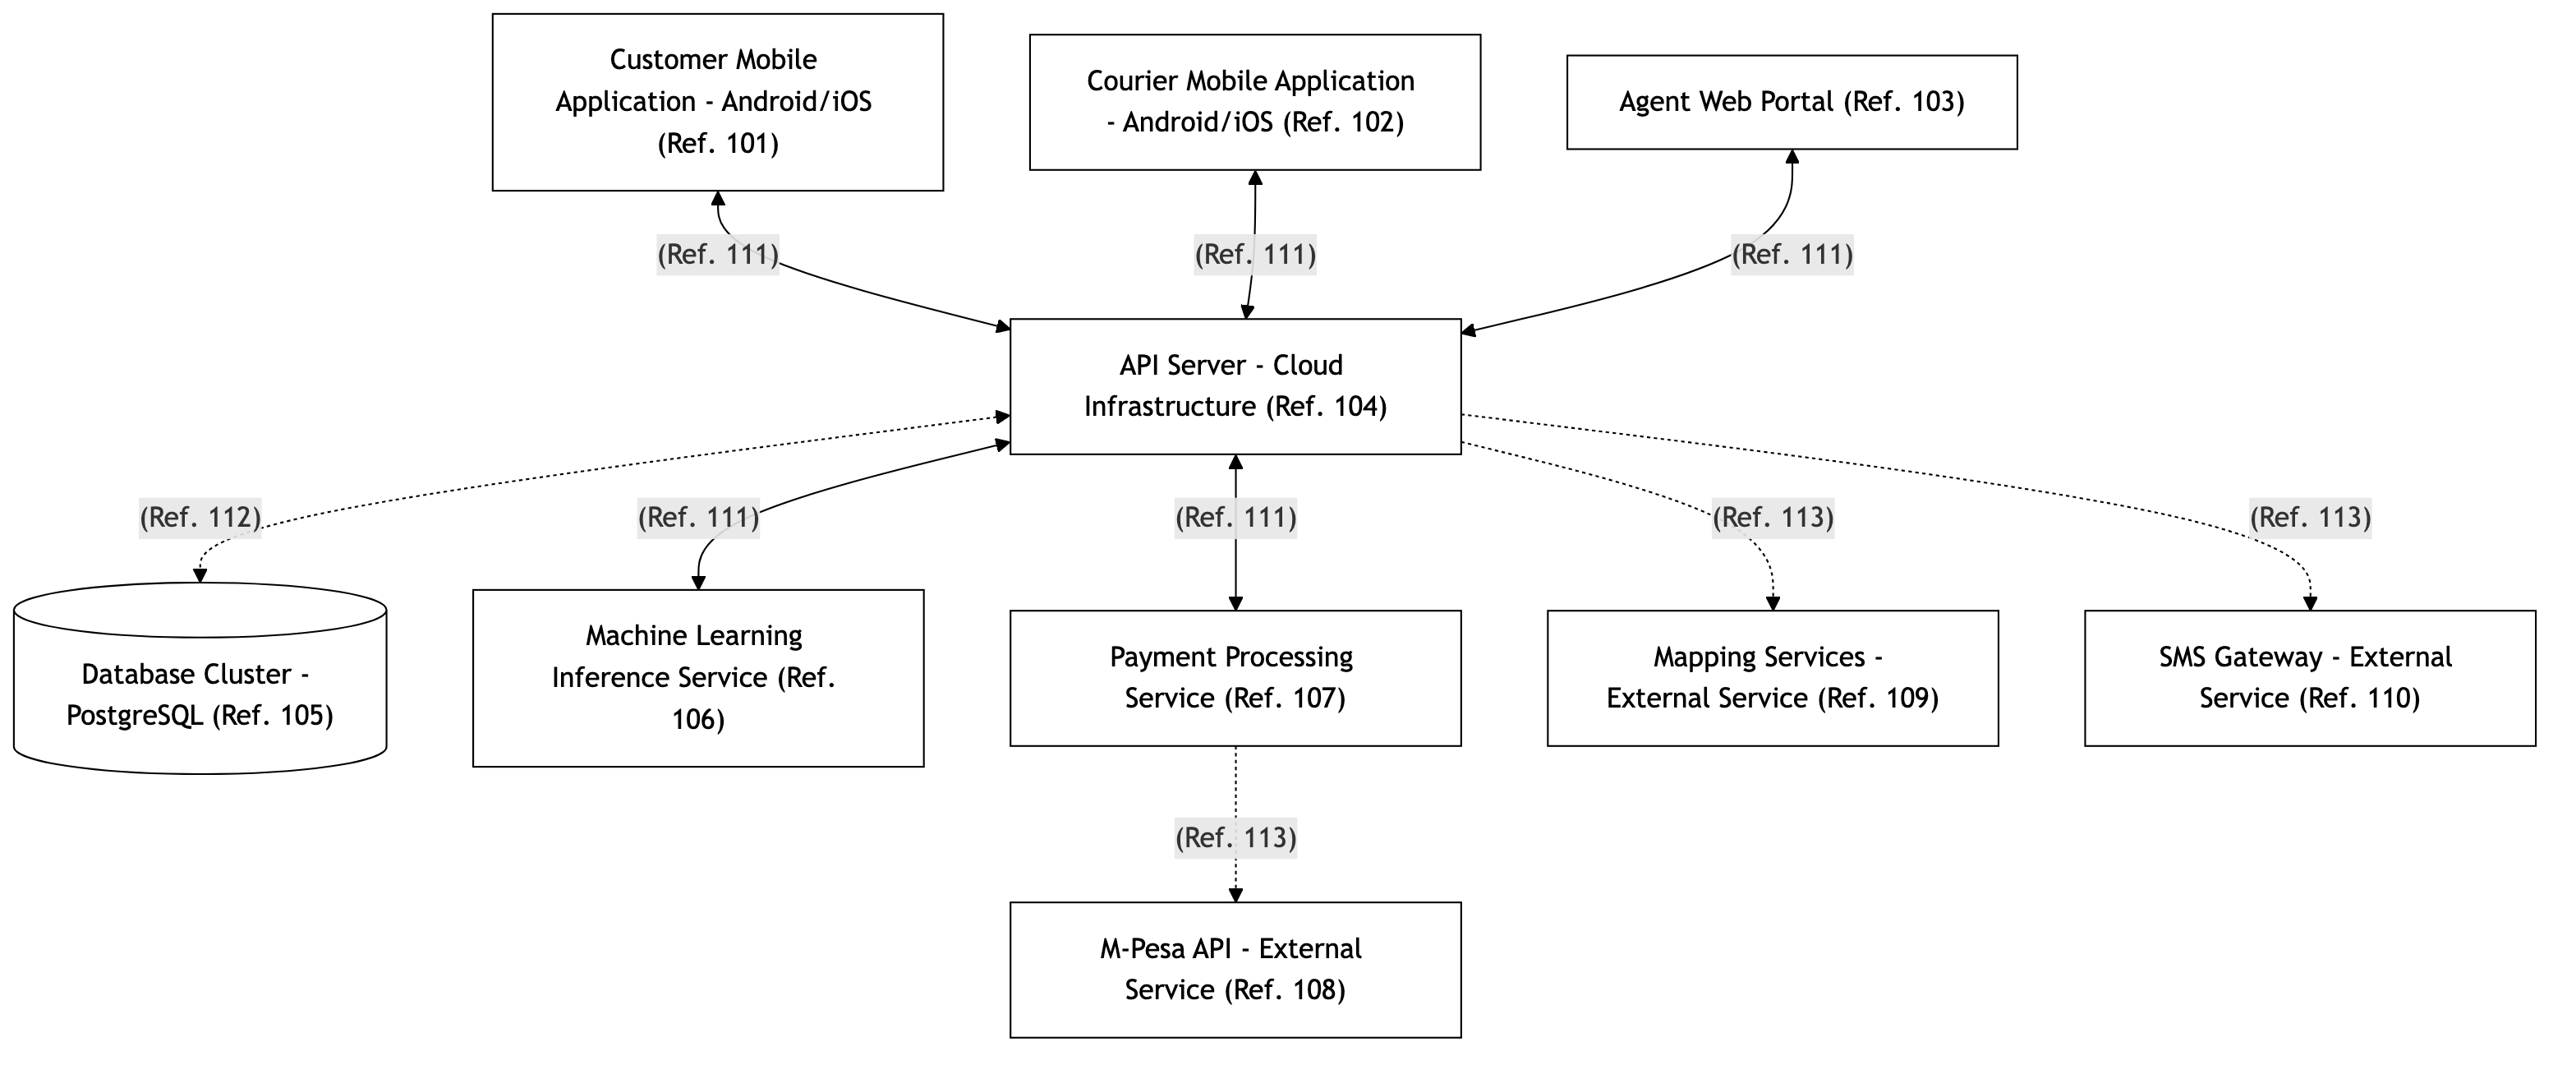 Customer Mobile
Application - Android/iOS
(Ref. 101)
Courier Mobile Application
- Android/iOS (Ref. 102)
Agent Web Portal (Ref. 103)
(Ref. 111)
(Ref. 111)
(Ref. 111)
API Server - Cloud
Infrastructure (Ref. 104)
(Ref. 112)
(Ref. 111)
(Ref. 111)
(Ref. 113)
(Ref. 113)
Database Cluster -
PostgreSQL (Ref. 105)
Machine Learning
Inference Service (Ref.
106)
Payment Processing
Service (Ref. 107)
Mapping Services -
External Service (Ref. 109)
SMS Gateway - External
Service (Ref. 110)
(Ref. 113)
M-Pesa API - External
Service (Ref. 108)